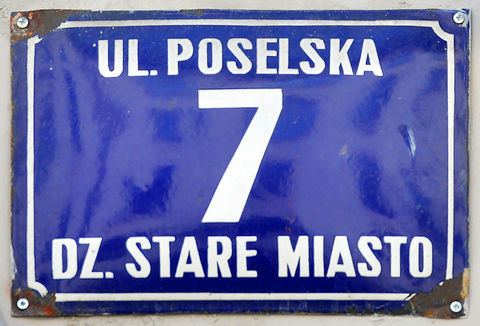 UL. POSELSKA
7
DZ. STARE MIASTO